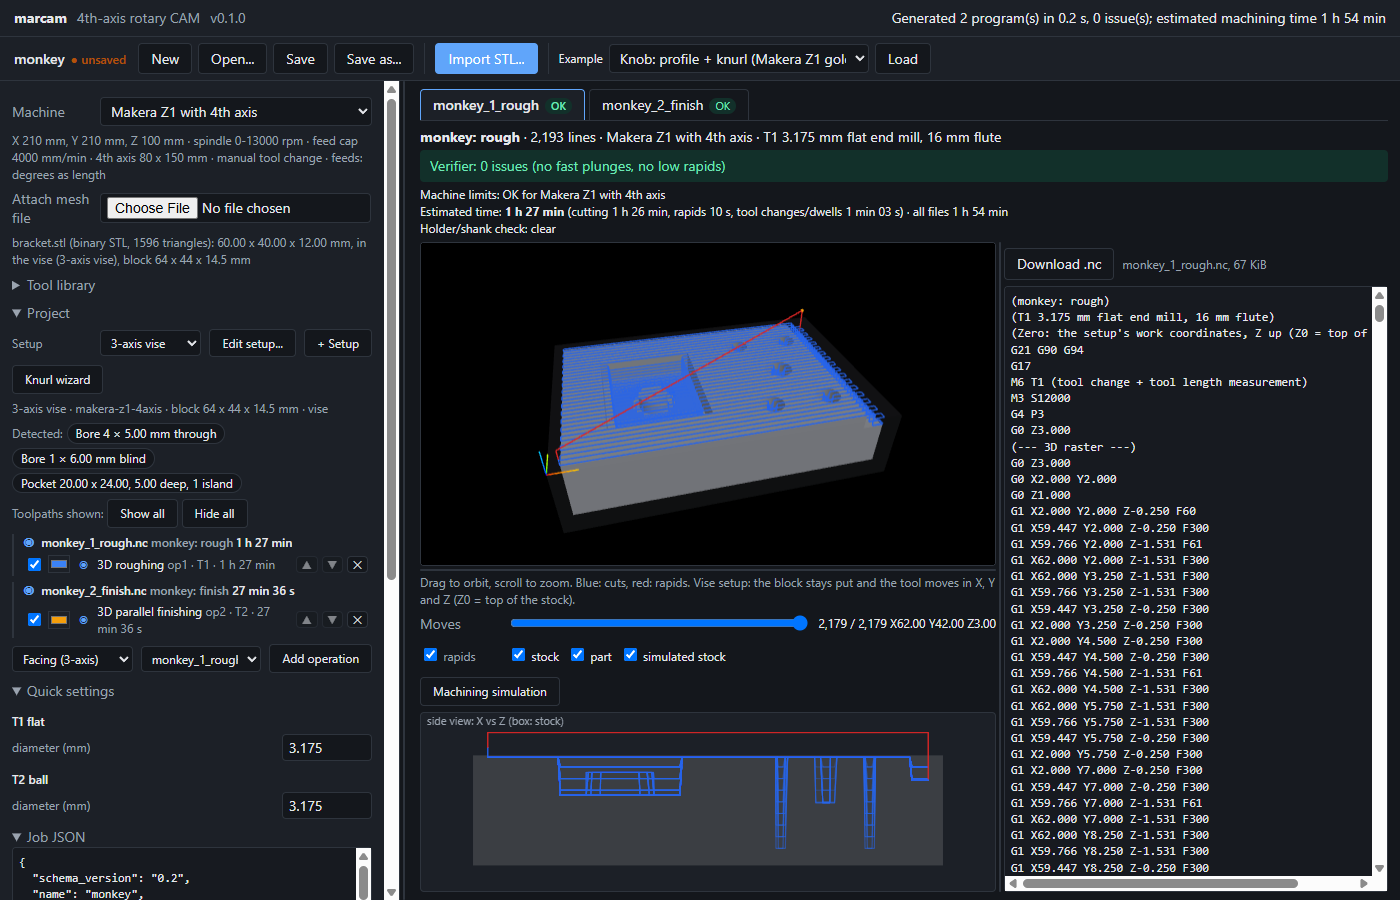 marcam 4th-axis rotary CAM v0.1.0
Generated 2 program(s) in 0.2 s, 0 issue(s); estimated machining time 1 h 54 min
monkey ● unsaved New Open... Save Save as... Import STL... Example Knob: profile + knurl (Makera Z1 gol Load
Machine Makera Z1 with 4th axis
X 210 mm, Y 210 mm, Z 100 mm · spindle 0-13000 rpm · feed cap
4000 mm/min · 4th axis 80 x 150 mm · manual tool change · feeds:
degrees as length
Attach mesh file Choose File No file chosen
bracket.stl (binary STL, 1596 triangles): 60.00 x 40.00 x 12.00 mm, in
the vise (3-axis vise), block 64 x 44 x 14.5 mm
▶ Tool library
▼ Project
Setup 3-axis vise Edit setup... + Setup
Knurl wizard
3-axis vise · makera-z1-4axis · block 64 x 44 x 14.5 mm · vise
Detected: Bore 4 × 5.00 mm through
Bore 1 × 6.00 mm blind
Pocket 20.00 x 24.00, 5.00 deep, 1 island
Toolpaths shown: Show all Hide all
monkey_1_rough.nc monkey: rough 1 h 27 min
3D roughing op1 · T1 · 1 h 27 min ▲ ▼ ✕
monkey_2_finish.nc monkey: finish 27 min 36 s
3D parallel finishing op2 · T2 · 27
min 36 s ▲ ▼ ✕
Facing (3-axis) monkey_1_rougl Add operation
▼ Quick settings
T1 flat
diameter (mm) 3.175
T2 ball
diameter (mm) 3.175
▼ Job JSON
{
"schema_version": "0.2",
"name": "monkey",
monkey_1_rough OK monkey_2_finish OK
monkey: rough · 2,193 lines · Makera Z1 with 4th axis · T1 3.175 mm flat end mill, 16 mm flute
Verifier: 0 issues (no fast plunges, no low rapids)
Machine limits: OK for Makera Z1 with 4th axis
Estimated time: 1 h 27 min (cutting 1 h 26 min, rapids 10 s, tool changes/dwells 1 min 03 s) · all files 1 h 54 min
Holder/shank check: clear
Drag to orbit, scroll to zoom. Blue: cuts, red: rapids. Vise setup: the block stays put and the tool moves in X, Y
and Z (Z0 = top of the stock).
Moves 2,179 / 2,179 X62.00 Y42.00 Z3.00
rapids stock part simulated stock
Machining simulation
side view: X vs Z (box: stock)
Download .nc monkey_1_rough.nc, 67 KiB
(monkey: rough)
(T1 3.175 mm flat end mill, 16 mm flute)
(Zero: the setup's work coordinates, Z up (Z0 = top of
G21 G90 G94
G17
M6 T1 (tool change + tool length measurement)
M3 S12000
G4 P3
G0 Z3.000
(--- 3D raster ---)
G0 Z3.000
G0 X2.000 Y2.000
G0 Z1.000
G1 X2.000 Y2.000 Z-0.250 F60
G1 X59.447 Y2.000 Z-0.250 F300
G1 X59.766 Y2.000 Z-1.531 F61
G1 X62.000 Y2.000 Z-1.531 F300
G1 X62.000 Y3.250 Z-1.531 F300
G1 X59.766 Y3.250 Z-1.531 F300
G1 X59.447 Y3.250 Z-0.250 F300
G1 X2.000 Y3.250 Z-0.250 F300
G1 X2.000 Y4.500 Z-0.250 F300
G1 X59.447 Y4.500 Z-0.250 F300
G1 X59.766 Y4.500 Z-1.531 F61
G1 X62.000 Y4.500 Z-1.531 F300
G1 X62.000 Y5.750 Z-1.531 F300
G1 X59.766 Y5.750 Z-1.531 F300
G1 X59.447 Y5.750 Z-0.250 F300
G1 X2.000 Y5.750 Z-0.250 F300
G1 X2.000 Y7.000 Z-0.250 F300
G1 X59.447 Y7.000 Z-0.250 F300
G1 X59.766 Y7.000 Z-1.531 F61
G1 X62.000 Y7.000 Z-1.531 F300
G1 X62.000 Y8.250 Z-1.531 F300
G1 X59.766 Y8.250 Z-1.531 F300
G1 X59.447 Y8.250 Z-0.250 F300